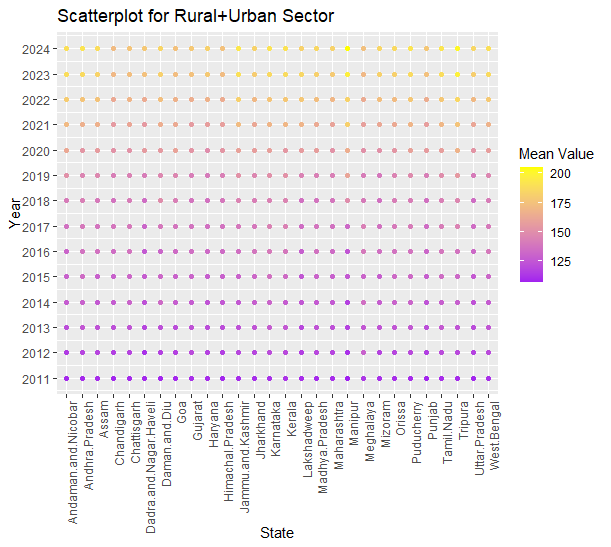 Scatterplot for Rural+Urban Sector
2024
2023
2022
2021
2020
2019
2018
2017
2016
2015
2014
2013
2012
2011
Year
Andaman.and.Nicobar
Andhra.Pradesh
Assam
Chandigarh
Chattisgarh
Dadra.and.Nagar.Haveli
Daman.and.Diu
Goa
Gujarat
Haryana
Himachal.Pradesh
Jammu.and.Kashmir
Jharkhand
Karnataka
Kerala
Lakshadweep
Madhya.Pradesh
Maharashtra
Manipur
Meghalaya
Mizoram
Orissa
Puducherry
Punjab
Tamil.Nadu
Tripura
Uttar.Pradesh
West.Bengal
State
Mean Value
200
175
150
125